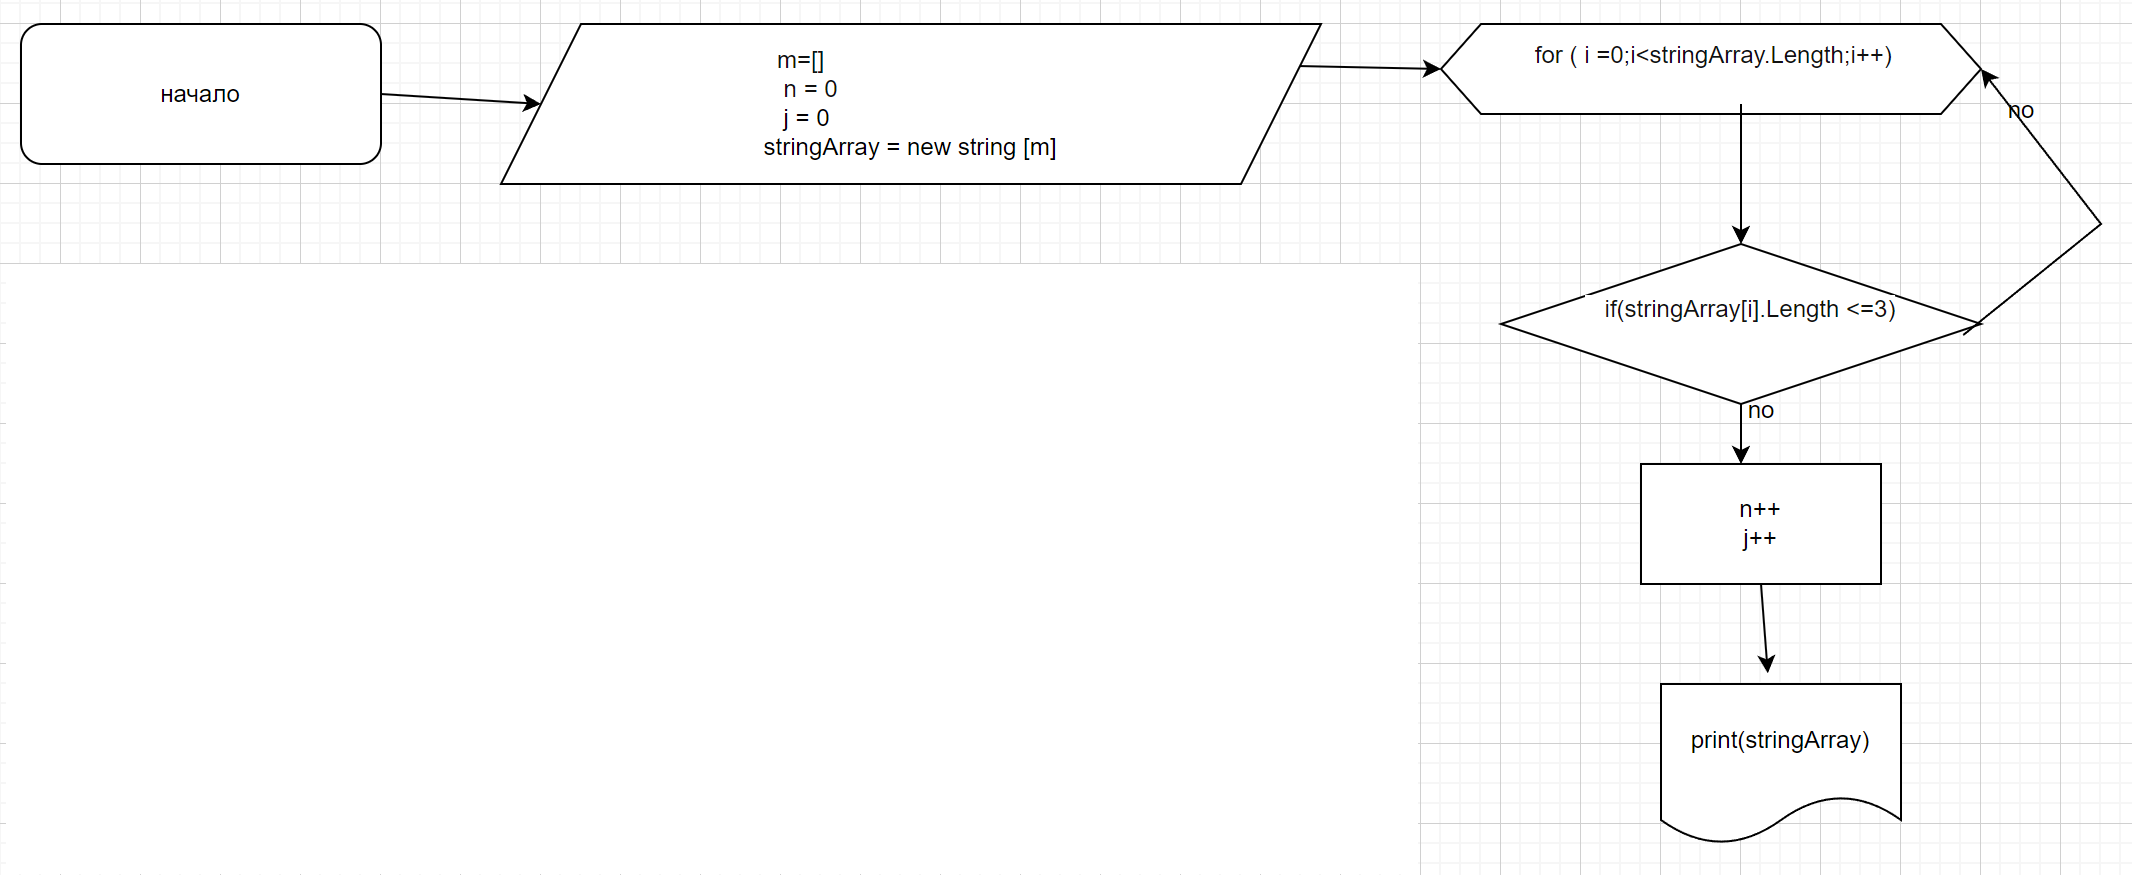 начало
m=[]
n = 0
j = 0
stringArray = new string [m]
for ( i =0;i<stringArray.Length;i++)
no
if(stringArray[i].Length <=3)
no
n++
j++
print(stringArray)